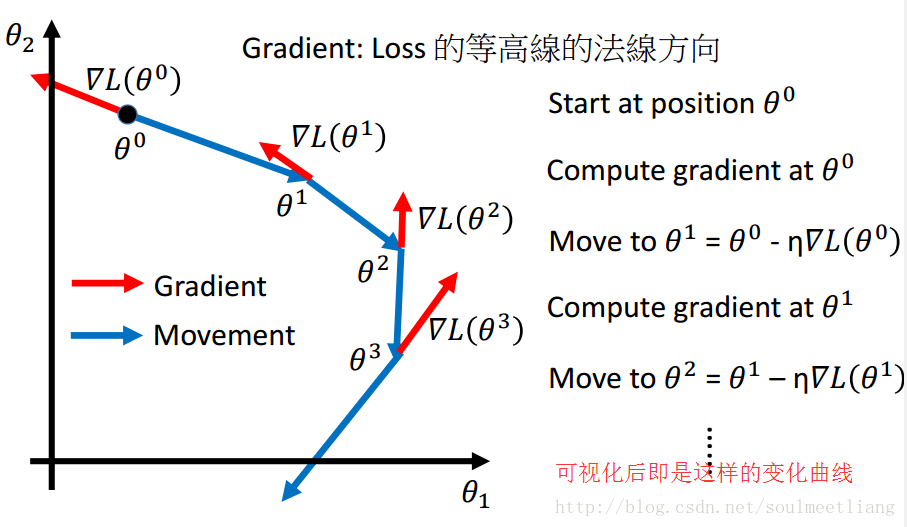 Gradient: Loss 的等高線的法線方向
θ₂
∇L(θ⁰)
θ⁰
∇L(θ¹)
θ¹
∇L(θ²)
θ²
∇L(θ³)
θ³
Gradient
Movement
θ₁
Start at position θ⁰
Compute gradient at θ⁰
Move to θ¹ = θ⁰ - η∇L(θ⁰)
Compute gradient at θ¹
Move to θ² = θ¹ – η∇L(θ¹)
……
可视化后即是这样的变化曲线
http://blog.csdn.net/soulmeetliang